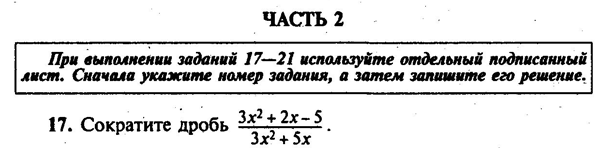 ЧАСТЬ 2
При выполнении заданий 17—21 используйте отдельный подписанный
лист. Сначала укажите номер задания, а затем запишите его решение.
17. Сократите дробь (3x² + 2x – 5)/(3x² + 5x).